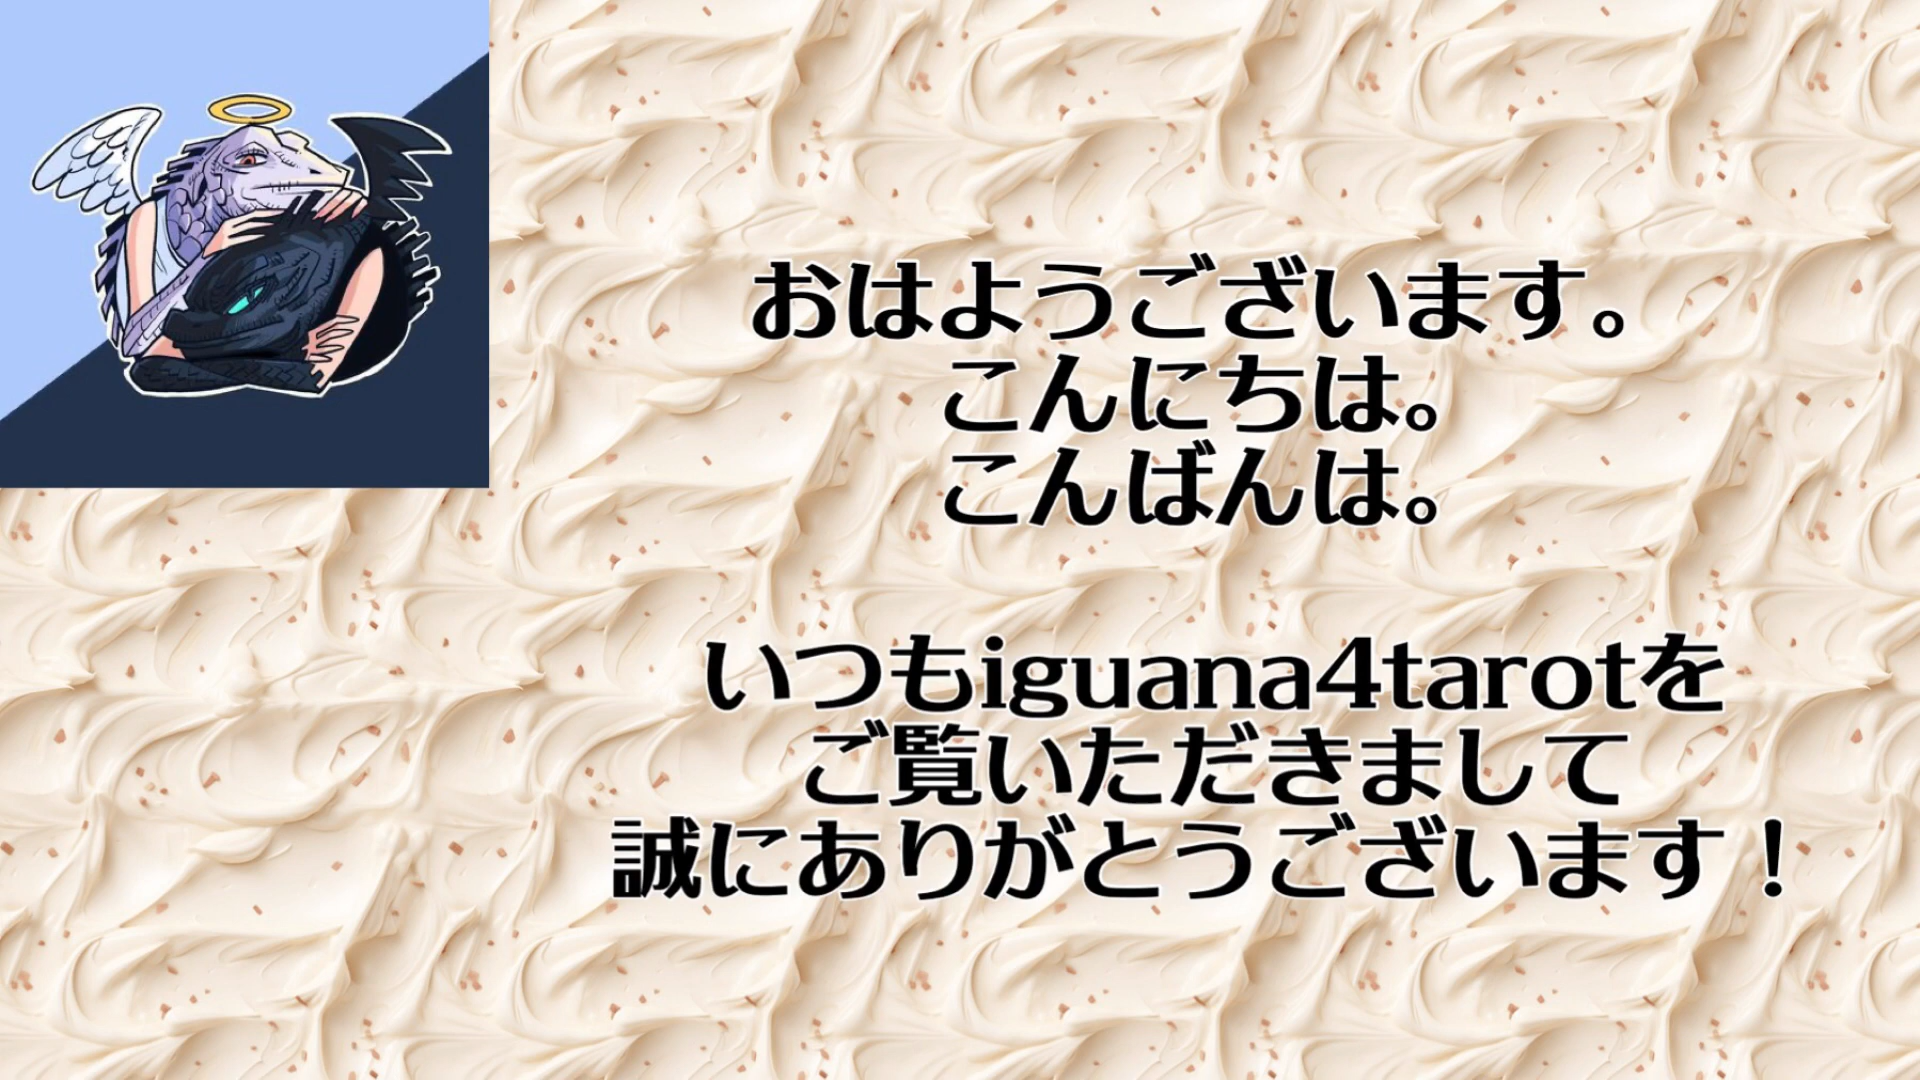 おはようございます。
こんにちは。
こんばんは。
いつもiguana4tarotを
ご覧いただきまして
誠にありがとうございます！